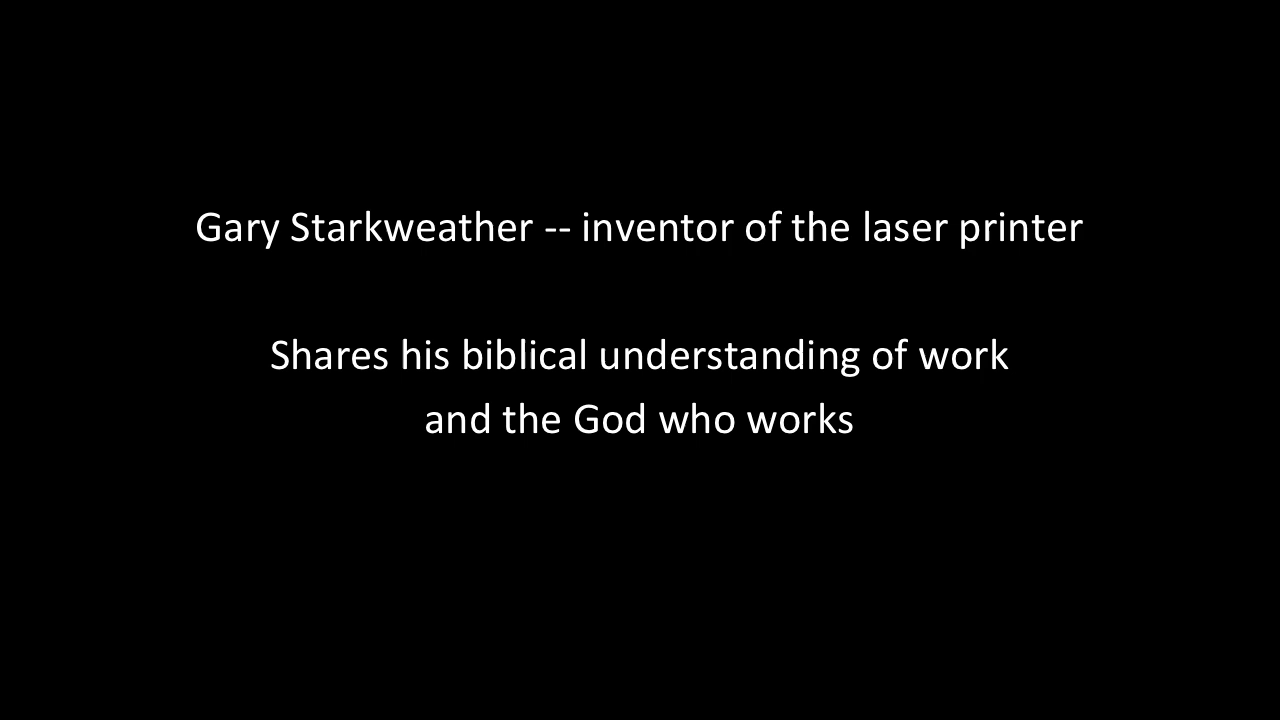 Gary Starkweather -- inventor of the laser printer
Shares his biblical understanding of work
and the God who works